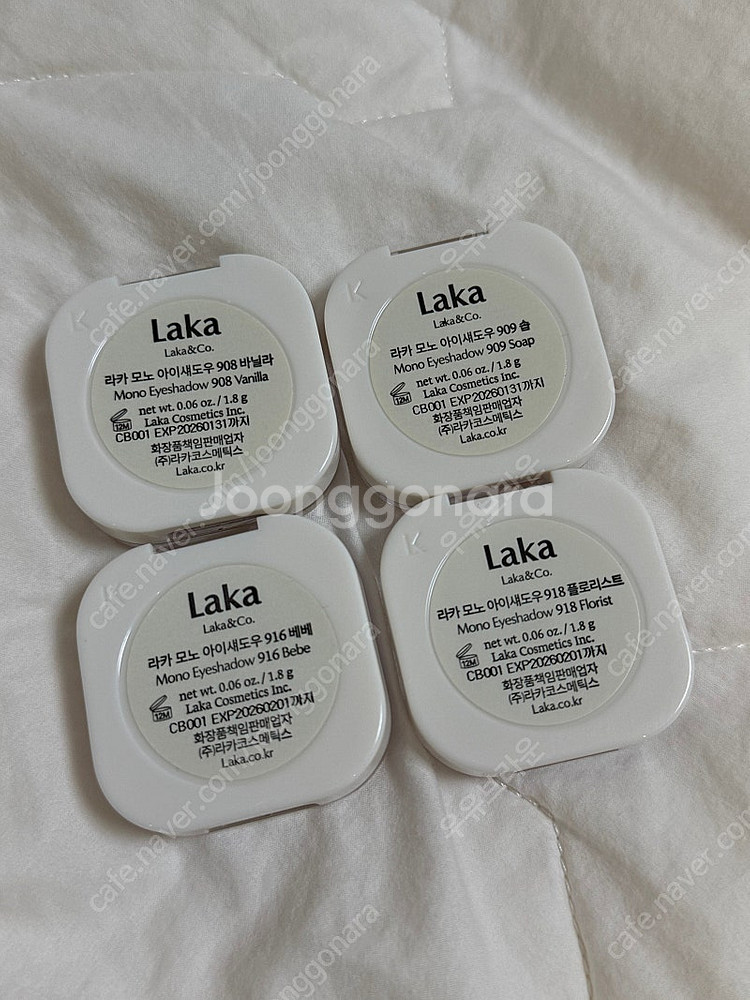 Laka
Laka&Co.
라카 모노 아이섀도우 908 바닐라
Mono Eyeshadow 908 Vanilla
net wt. 0.06 oz. / 1.8 g
Laka Cosmetics Inc.
12M
CB001 EXP20260131까지
화장품책임판매업자
(주)라카코스메틱스
Laka.co.kr
Laka
Laka&Co.
라카 모노 아이섀도우 909 솝
Mono Eyeshadow 909 Soap
net wt. 0.06 oz. / 1.8 g
Laka Cosmetics Inc.
12M
CB001 EXP20260131까지
화장품책임판매업자
(주)라카코스메틱스
Laka.co.kr
Joonggonara
Laka
Laka&Co.
라카 모노 아이섀도우 916 베베
Mono Eyeshadow 916 Bebe
net wt. 0.06 oz. / 1.8 g
Laka Cosmetics Inc.
12M
CB001 EXP20260201까지
화장품책임판매업자
(주)라카코스메틱스
Laka.co.kr
Laka
Laka&Co.
라카 모노 아이섀도우 918 플로리스트
Mono Eyeshadow 918 Florist
net wt. 0.06 oz. / 1.8 g
Laka Cosmetics Inc.
12M
CB001 EXP20260201까지
화장품책임판매업자
(주)라카코스메틱스
Laka.co.kr
cafe.naver.com/joonggonara